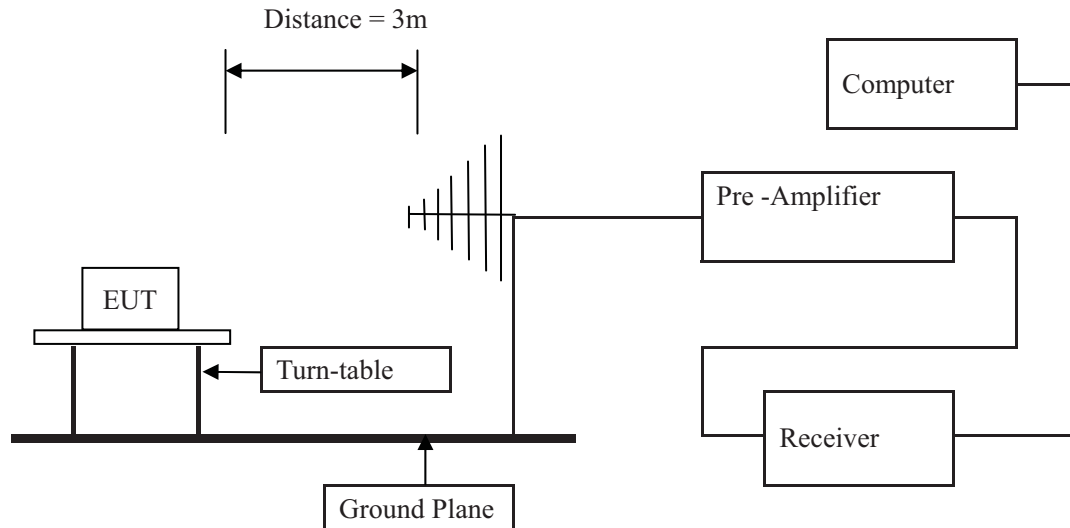 Distance = 3m
Computer
Pre -Amplifier
EUT
Turn-table
Receiver
Ground Plane